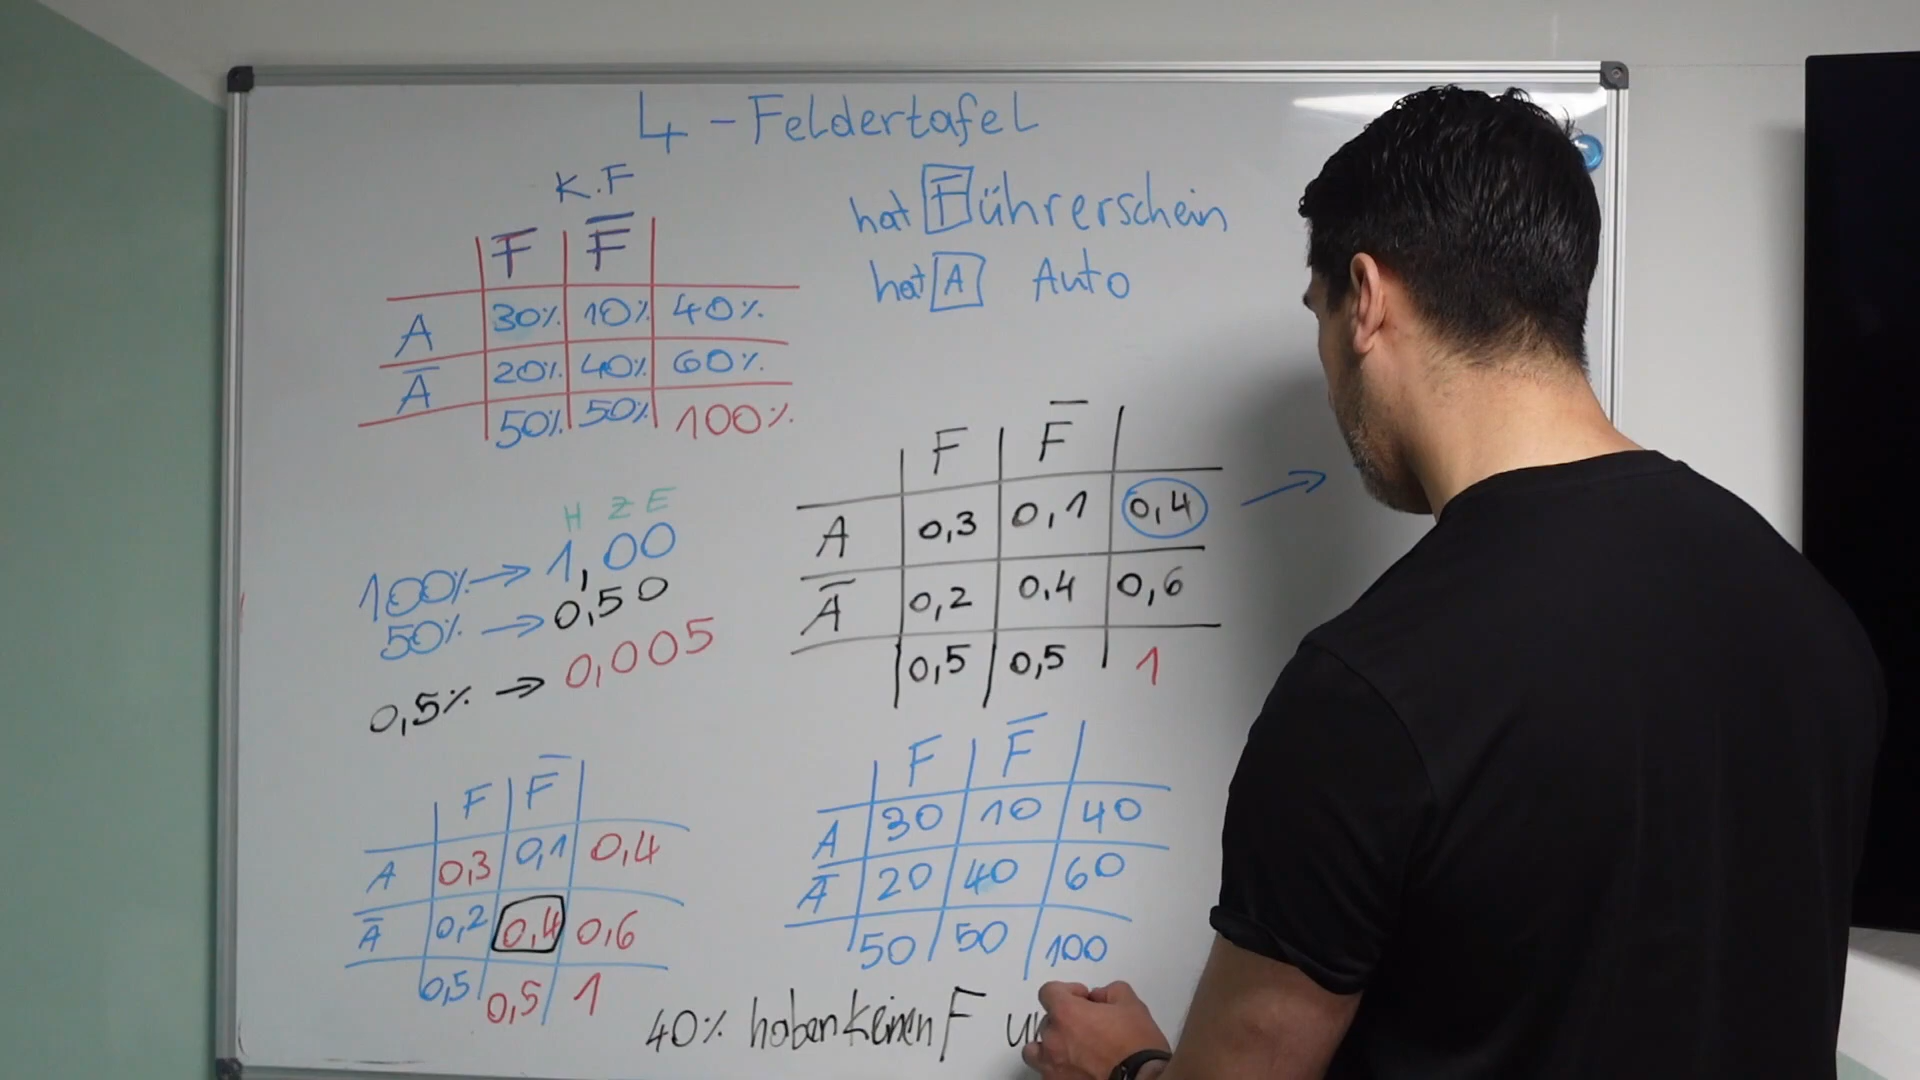 4 - Feldertafel
K.F
F F̅
A 30% 10% 40%
A̅ 20% 40% 60%
50% 50% 100%
hat Führerschein
hat A Auto
H Z E
100% → 1,00
50% → 0,50
0,5% → 0,005
F F̅
A 0,3 0,1 0,4 →
A̅ 0,2 0,4 0,6
0,5 0,5 1
F F̅
A 0,3 0,1 0,4
A̅ 0,2 0,4 0,6
0,5 0,5 1
F F̅
A 30 10 40
A̅ 20 40 60
50 50 100
40% haben keinen F